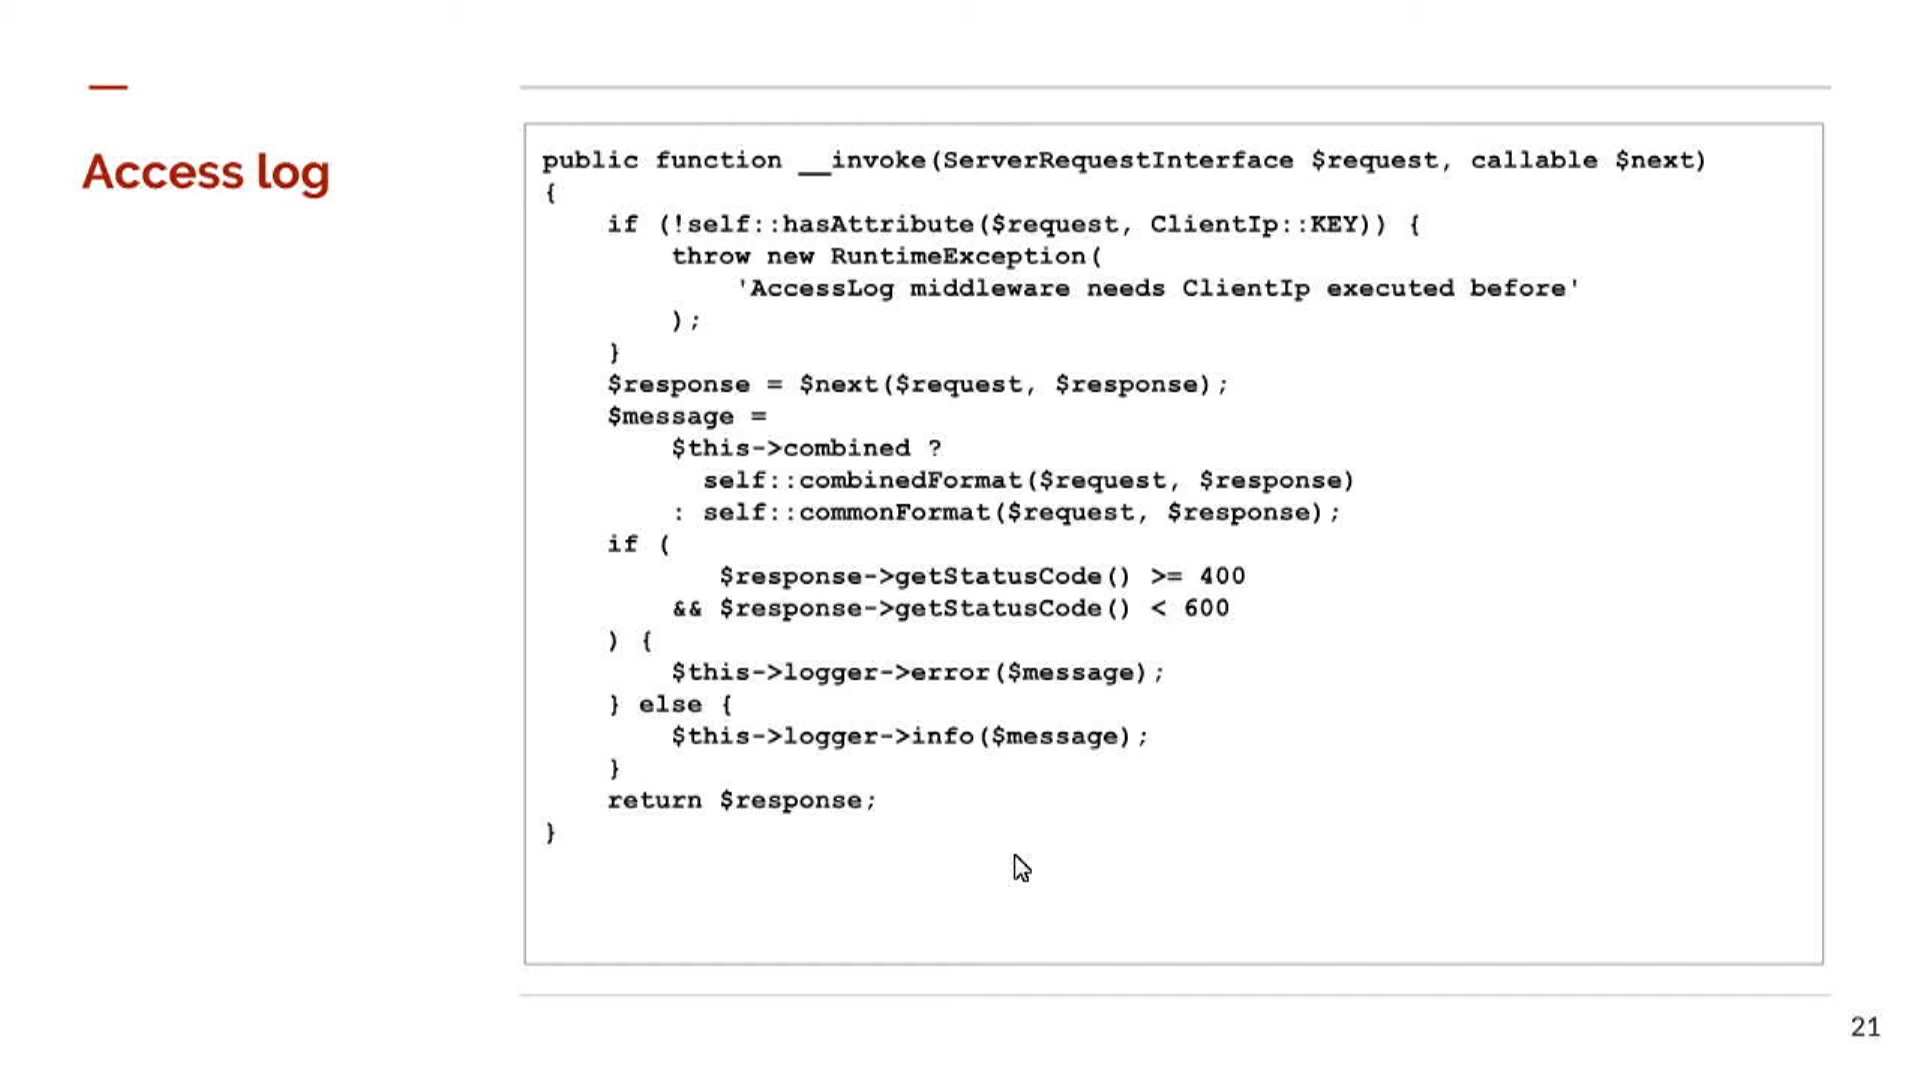 Access log
public function __invoke(ServerRequestInterface $request, callable $next)
{
    if (!self::hasAttribute($request, ClientIp::KEY)) {
        throw new RuntimeException(
            'AccessLog middleware needs ClientIp executed before'
        );
    }
    $response = $next($request, $response);
    $message =
        $this->combined ?
          self::combinedFormat($request, $response)
        : self::commonFormat($request, $response);
    if (
           $response->getStatusCode() >= 400
        && $response->getStatusCode() < 600
    ) {
        $this->logger->error($message);
    } else {
        $this->logger->info($message);
    }
    return $response;
}
21